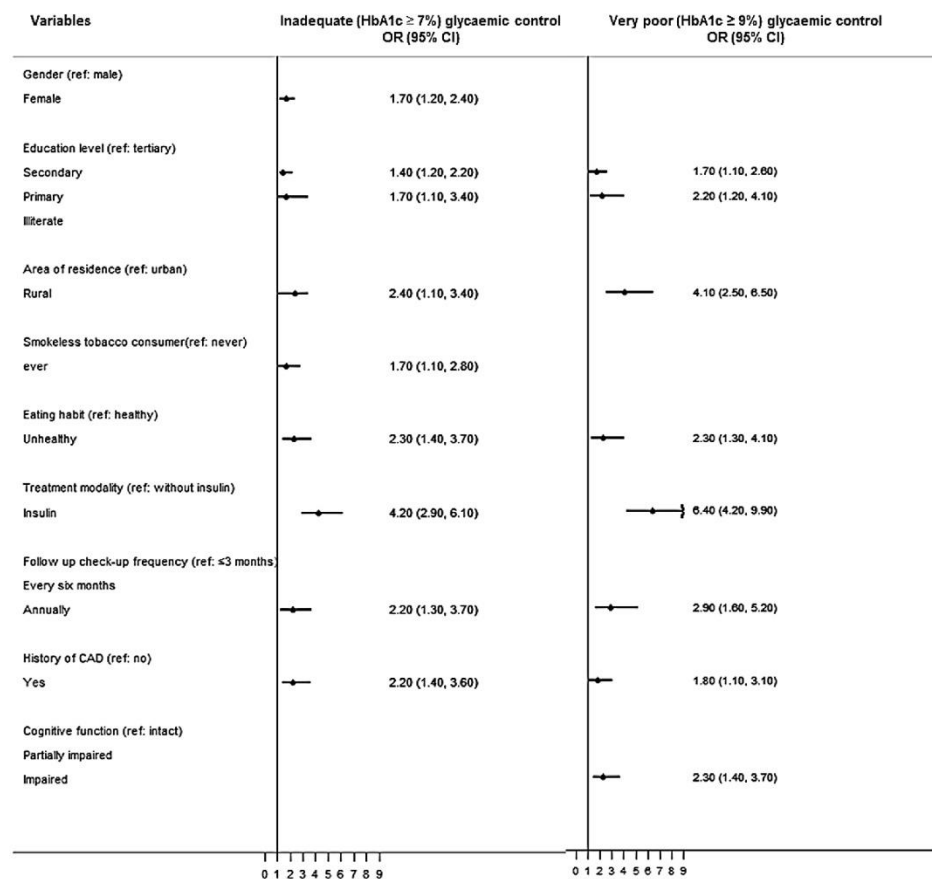 Variables Inadequate (HbA1c ≥ 7%) glycaemic control Very poor (HbA1c ≥ 9%) glycaemic control
OR (95% CI) OR (95% CI)
Gender (ref: male)
Female 1.70 (1.20, 2.40)
Education level (ref: tertiary)
Secondary 1.40 (1.20, 2.20) 1.70 (1.10, 2.60)
Primary 1.70 (1.10, 3.40) 2.20 (1.20, 4.10)
Illiterate
Area of residence (ref: urban)
Rural 2.40 (1.10, 3.40) 4.10 (2.50, 6.50)
Smokeless tobacco consumer(ref: never)
ever 1.70 (1.10, 2.80)
Eating habit (ref: healthy)
Unhealthy 2.30 (1.40, 3.70) 2.30 (1.30, 4.10)
Treatment modality (ref: without insulin)
Insulin 4.20 (2.90, 6.10) 6.40 (4.20, 9.90)
Follow up check-up frequency (ref: ≤3 months)
Every six months
Annually 2.20 (1.30, 3.70) 2.90 (1.60, 5.20)
History of CAD (ref: no)
Yes 2.20 (1.40, 3.60) 1.80 (1.10, 3.10)
Cognitive function (ref: intact)
Partially impaired
Impaired 2.30 (1.40, 3.70)
0 1 2 3 4 5 6 7 8 9 0 1 2 3 4 5 6 7 8 9